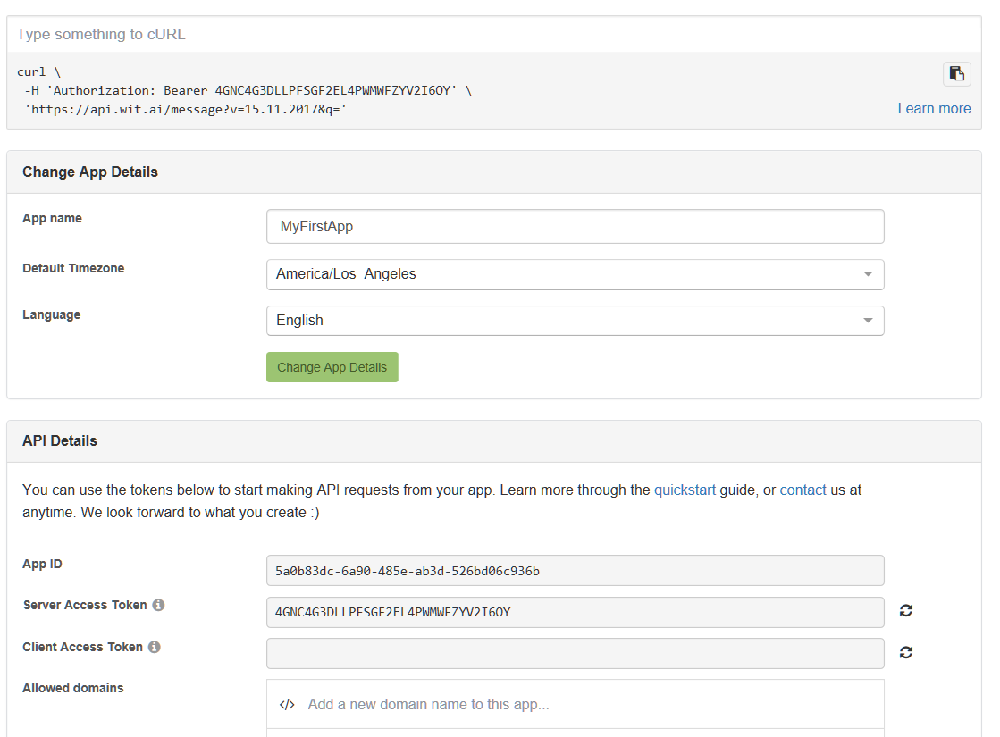 Type something to cURL
curl \
-H 'Authorization: Bearer 4GNC4G3DLLPFSGF2EL4PWMWFZYV2I6OY' \
'https://api.wit.ai/message?v=15.11.2017&q='
Learn more
Change App Details
App name
MyFirstApp
Default Timezone
America/Los_Angeles
Language
English
Change App Details
API Details
You can use the tokens below to start making API requests from your app. Learn more through the quickstart guide, or contact us at
anytime. We look forward to what you create :)
App ID
5a0b83dc-6a90-485e-ab3d-526bd06c936b
Server Access Token
4GNC4G3DLLPFSGF2EL4PWMWFZYV2I6OY
Client Access Token
Allowed domains
</> Add a new domain name to this app...